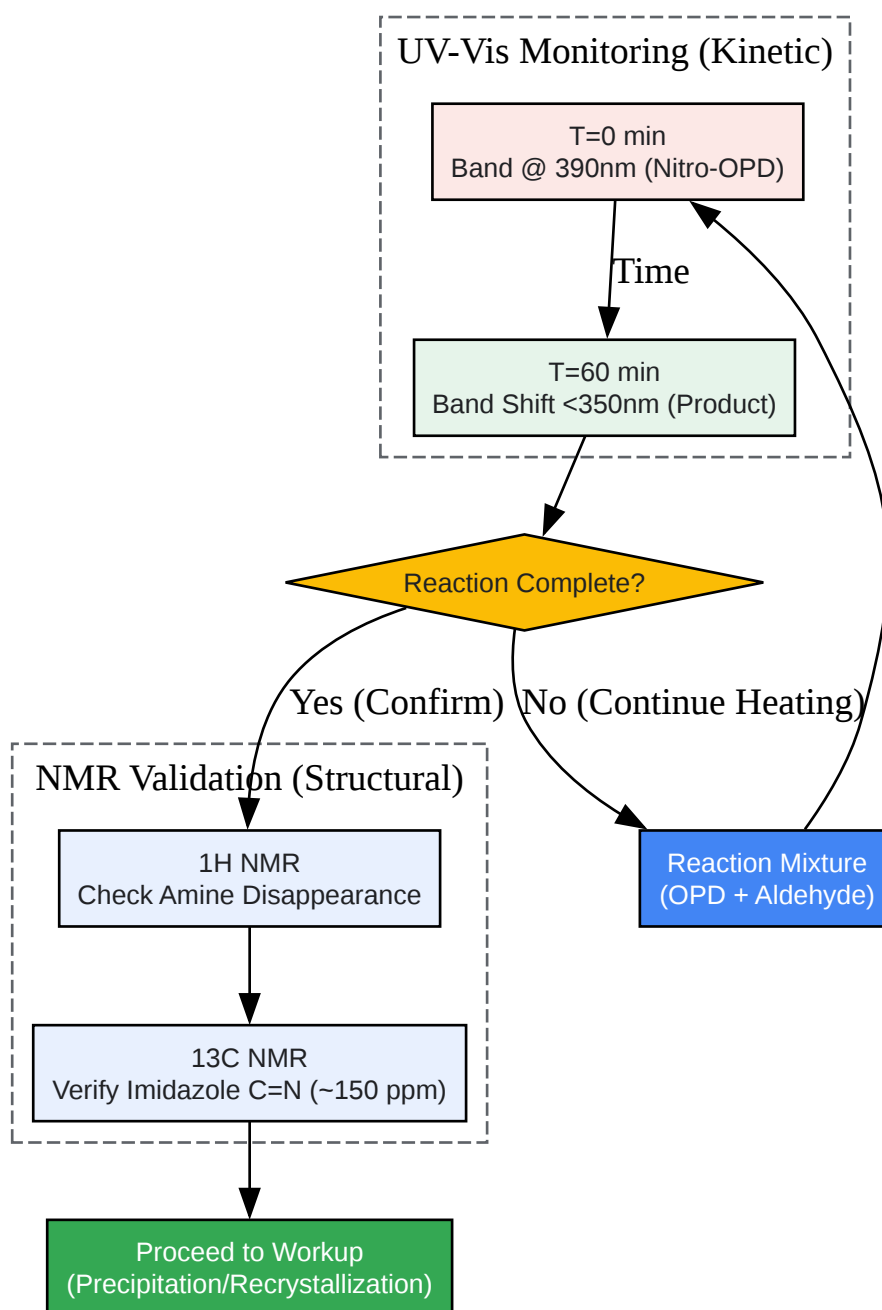 UV-Vis Monitoring (Kinetic)
T=0 min
Band @ 390nm (Nitro-OPD)
Time
T=60 min
Band Shift <350nm (Product)
Reaction Complete?
Yes (Confirm)
No (Continue Heating)
NMR Validation (Structural)
1H NMR
Check Amine Disappearance
Reaction Mixture
(OPD + Aldehyde)
13C NMR
Verify Imidazole C=N (~150 ppm)
Proceed to Workup
(Precipitation/Recrystallization)